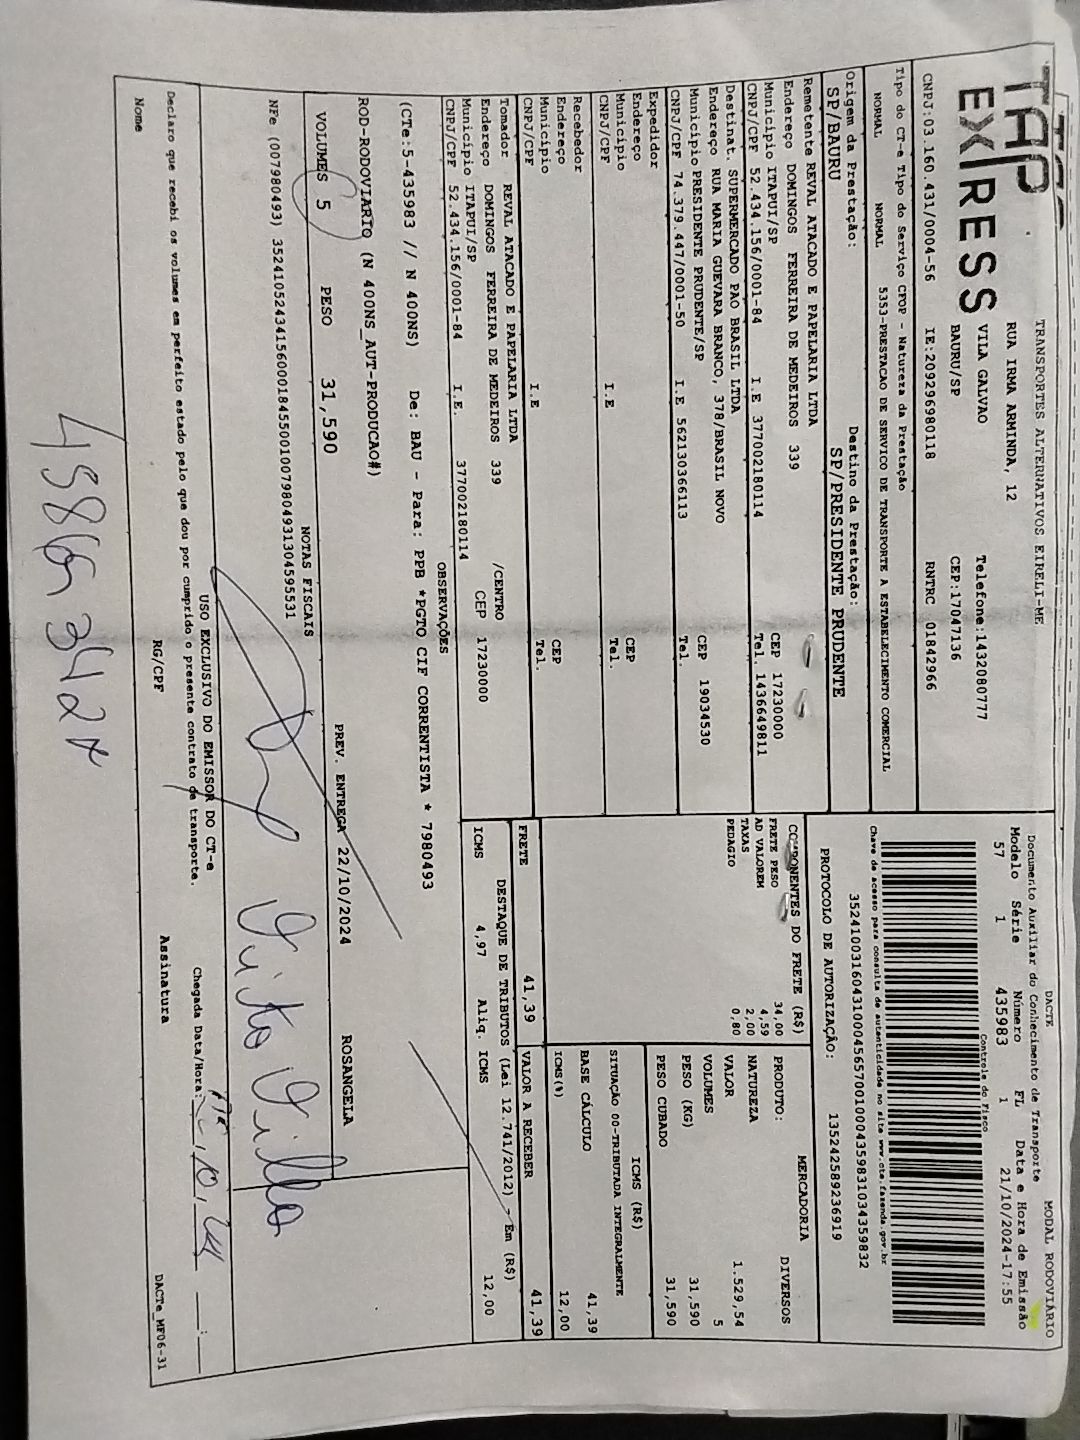 TAP
EXPRESS
TRANSPORTES ALTERNATIVOS EIRELI-ME
RUA IRMA ARMINDA, 12
VILA GALVAO
BAURU/SP
Telefone:1432080777
CEP:17047136
CNPJ:03.160.431/0004-56 IE:209296980118 RNTRC 01842966
DACTE
MODAL RODOVIÁRIO
Documento Auxiliar do Conhecimento de Transporte
Modelo Série Número FL Data e Hora de Emissão
57 1 435983 1 21/10/2024-17:55
Controle do Fisco
Chave de acesso para consulta de autenticidade no site www.cte.fazenda.gov.br
35241003160431000456570010004359831034359832
PROTOCOLO DE AUTORIZAÇÃO: 135242589236919
Tipo do CT-e Tipo do Serviço CFOP - Natureza da Prestação
NORMAL NORMAL 5353-PRESTACAO DE SERVICO DE TRANSPORTE A ESTABELECIMENTO COMERCIAL
Origem da Prestação: Destino da Prestação:
SP/BAURU SP/PRESIDENTE PRUDENTE
Remetente REVAL ATACADO E PAPELARIA LTDA
Endereço DOMINGOS FERREIRA DE MEDEIROS 339
Município ITAPUI/SP CEP 17230000
CNPJ/CPF 52.434.156/0001-84 I.E. 377002180114 Tel. 1436649811
Destinat. SUPERMERCADO PAO BRASIL LTDA
Endereço RUA MARIA GUEVARA BRANCO, 378/BRASIL NOVO
Município PRESIDENTE PRUDENTE/SP CEP 19034530
CNPJ/CPF 74.379.447/0001-50 I.E. 562130366113 Tel.
Expedidor
Endereço
Município CEP
CNPJ/CPF I.E Tel.
Recebedor
Endereço
Município CEP
CNPJ/CPF I.E Tel.
Tomador REVAL ATACADO E PAPELARIA LTDA
Endereço DOMINGOS FERREIRA DE MEDEIROS 339 /CENTRO
Município ITAPUI/SP CEP 17230000
CNPJ/CPF 52.434.156/0001-84 I.E. 377002180114
COMPONENTES DO FRETE (R$)
FRETE PESO 34,00
AD VALOREM 4,59
TAXAS 2,00
PEDAGIO 0,80
FRETE 41,39
MERCADORIA
PRODUTO: DIVERSOS
NATUREZA
VALOR 1.529,54
VOLUMES 5
PESO (KG) 31,590
PESO CUBADO 31,590
ICMS (R$)
SITUAÇÃO 00-TRIBUTADA INTEGRALMENTE
BASE CÁLCULO 41,39
ICMS(%) 12,00
VALOR A RECEBER 41,39
DESTAQUE DE TRIBUTOS (Lei 12.741/2012) - Em (R$)
ICMS 4,97 Aliq. ICMS 12,00
OBSERVAÇÕES
(CTe:5-435983 // N 400NS) De: BAU - Para: PPB *PGTO CIF CORRENTISTA * 7980493
ROD-RODOVIARIO (N 400NS_AUT-PRODUCAO#)
VOLUMES 5 PESO 31,590 PREV. ENTREGA 22/10/2024 ROSANGELA
NOTAS FISCAIS
NFe (007980493) 35241052434156000184550010079804931304595531
USO EXCLUSIVO DO EMISSOR DO CT-e
Declaro que recebi os volumes em perfeito estado pelo que dou por cumprido o presente contrato de transporte.
Chegada Data/Hora:
Nome RG/CPF Assinatura
DACTe_MF06-31